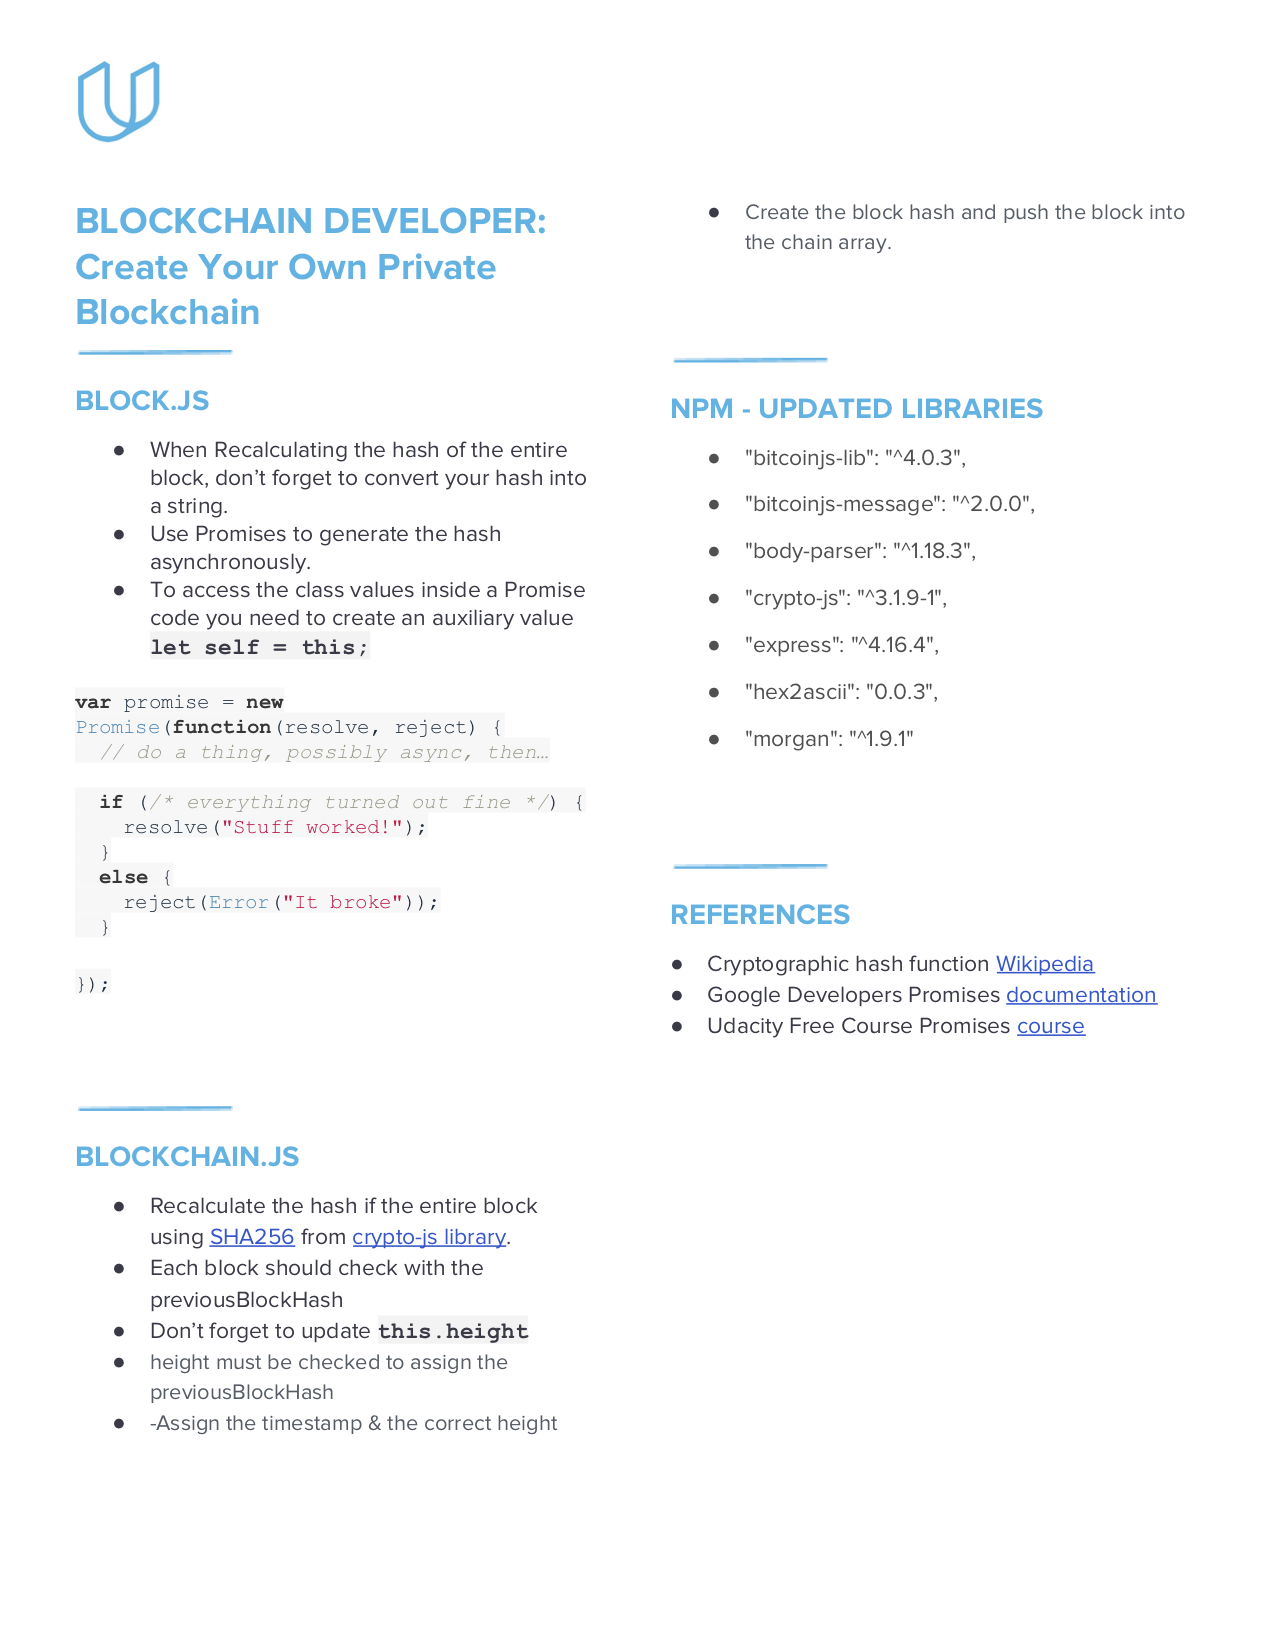 BLOCKCHAIN DEVELOPER:
Create Your Own Private
Blockchain
BLOCK.JS
● When Recalculating the hash of the entire
block, don’t forget to convert your hash into
a string.
● Use Promises to generate the hash
asynchronously.
● To access the class values inside a Promise
code you need to create an auxiliary value
let self = this;
var promise = new
Promise(function(resolve, reject) {
  // do a thing, possibly async, then…
  if (/* everything turned out fine */) {
    resolve("Stuff worked!");
  }
  else {
    reject(Error("It broke"));
  }
});
BLOCKCHAIN.JS
● Recalculate the hash if the entire block
using SHA256 from crypto-js library.
● Each block should check with the
previousBlockHash
● Don’t forget to update this.height
● height must be checked to assign the
previousBlockHash
● -Assign the timestamp & the correct height
● Create the block hash and push the block into
the chain array.
NPM - UPDATED LIBRARIES
● "bitcoinjs-lib": "^4.0.3",
● "bitcoinjs-message": "^2.0.0",
● "body-parser": "^1.18.3",
● "crypto-js": "^3.1.9-1",
● "express": "^4.16.4",
● "hex2ascii": "0.0.3",
● "morgan": "^1.9.1"
REFERENCES
● Cryptographic hash function Wikipedia
● Google Developers Promises documentation
● Udacity Free Course Promises course